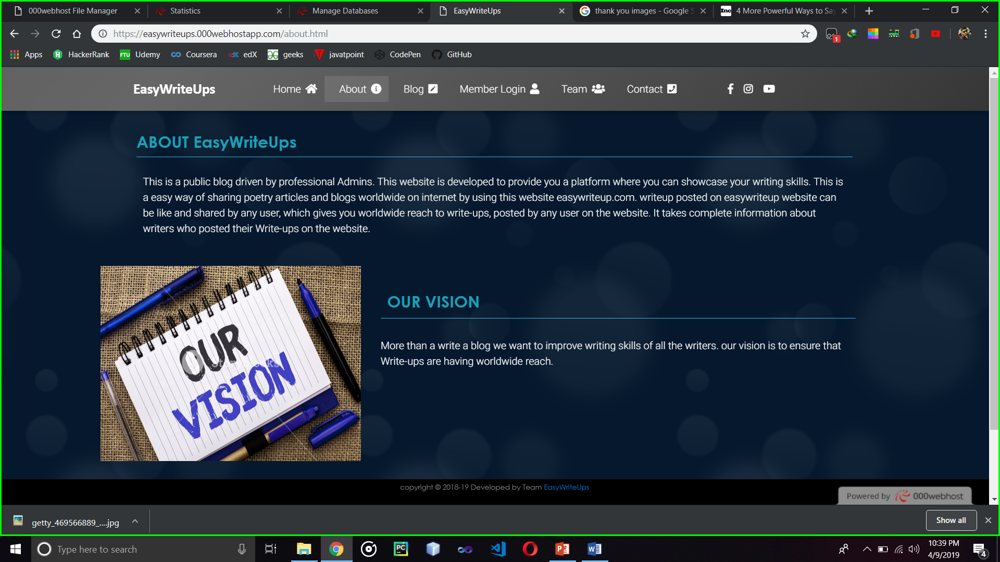 000webhost File Manager
Statistics
Manage Databases
EasyWriteUps
thank you images - Google S
4 More Powerful Ways to Say
https://easywriteups.000webhostapp.com/about.html
1
Apps
HackerRank
FTU Udemy
Coursera
edX
geeks
javatpoint
CodePen
GitHub
EasyWriteUps
Home
About
Blog
Member Login
Team
Contact
ABOUT EasyWriteUps
This is a public blog driven by professional Admins. This website is developed to provide you a platform where you can showcase your writing skills. This is
a easy way of sharing poetry articles and blogs worldwide on internet by using this website easywriteup.com. writeup posted on easywriteup website can
be like and shared by any user, which gives you worldwide reach to write-ups, posted by any user on the website. It takes complete information about
writers who posted their Write-ups on the website.
OUR
VISION
OUR VISION
More than a write a blog we want to improve writing skills of all the writers. our vision is to ensure that
Write-ups are having worldwide reach.
copyright © 2018-19 Developed by Team EasyWriteUps
Powered by 000webhost
getty_469566889_....jpg
Show all
Type here to search
10:39 PM
4/9/2019
4